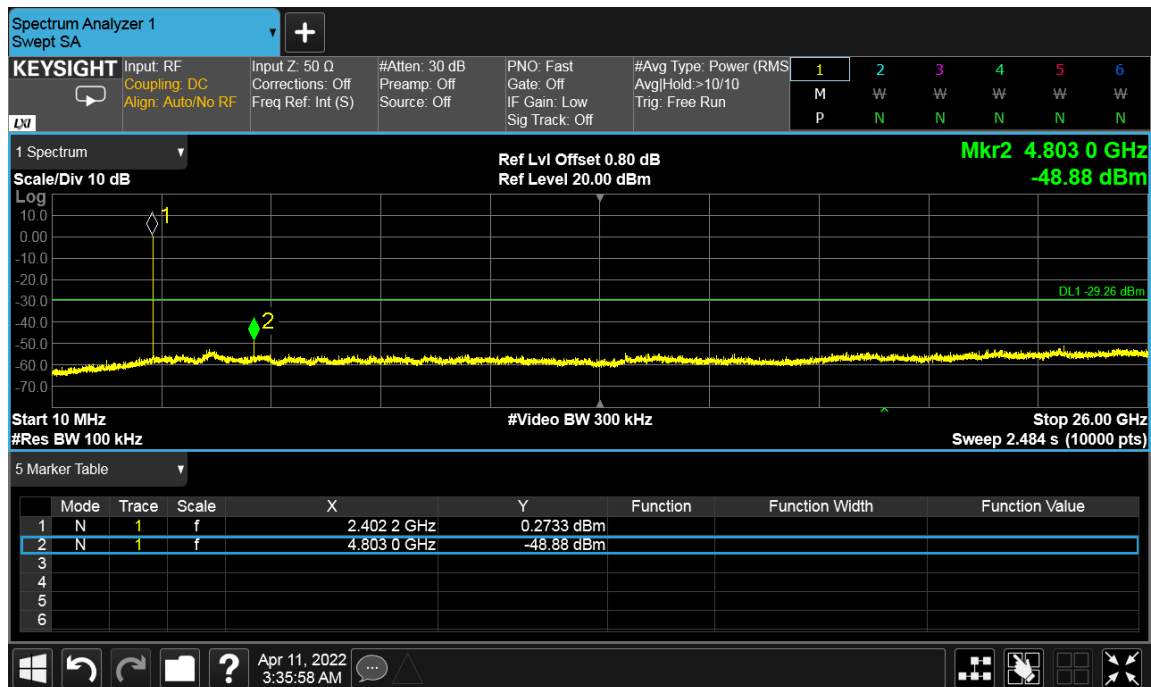 Spectrum Analyzer 1
Swept SA
+
KEYSIGHT
LXI
Input: RF
Coupling: DC
Align: Auto/No RF
Input Z: 50 Ω
Corrections: Off
Freq Ref: Int (S)
#Atten: 30 dB
Preamp: Off
Source: Off
PNO: Fast
Gate: Off
IF Gain: Low
Sig Track: Off
#Avg Type: Power (RMS
Avg|Hold:>10/10
Trig: Free Run
1 2 3 4 5 6
M W W W W W
P N N N N N
1 Spectrum
Scale/Div 10 dB
Ref Lvl Offset 0.80 dB
Ref Level 20.00 dBm
Mkr2 4.803 0 GHz
-48.88 dBm
Log
10.0
0.00
-10.0
-20.0
-30.0
-40.0
-50.0
-60.0
-70.0
1
2
DL1 -29.26 dBm
Start 10 MHz
#Res BW 100 kHz
#Video BW 300 kHz
Stop 26.00 GHz
Sweep 2.484 s (10000 pts)
5 Marker Table
Mode Trace Scale X Y Function Function Width Function Value
1 N 1 f 2.402 2 GHz 0.2733 dBm
2 N 1 f 4.803 0 GHz -48.88 dBm
3
4
5
6
?
Apr 11, 2022
3:35:58 AM